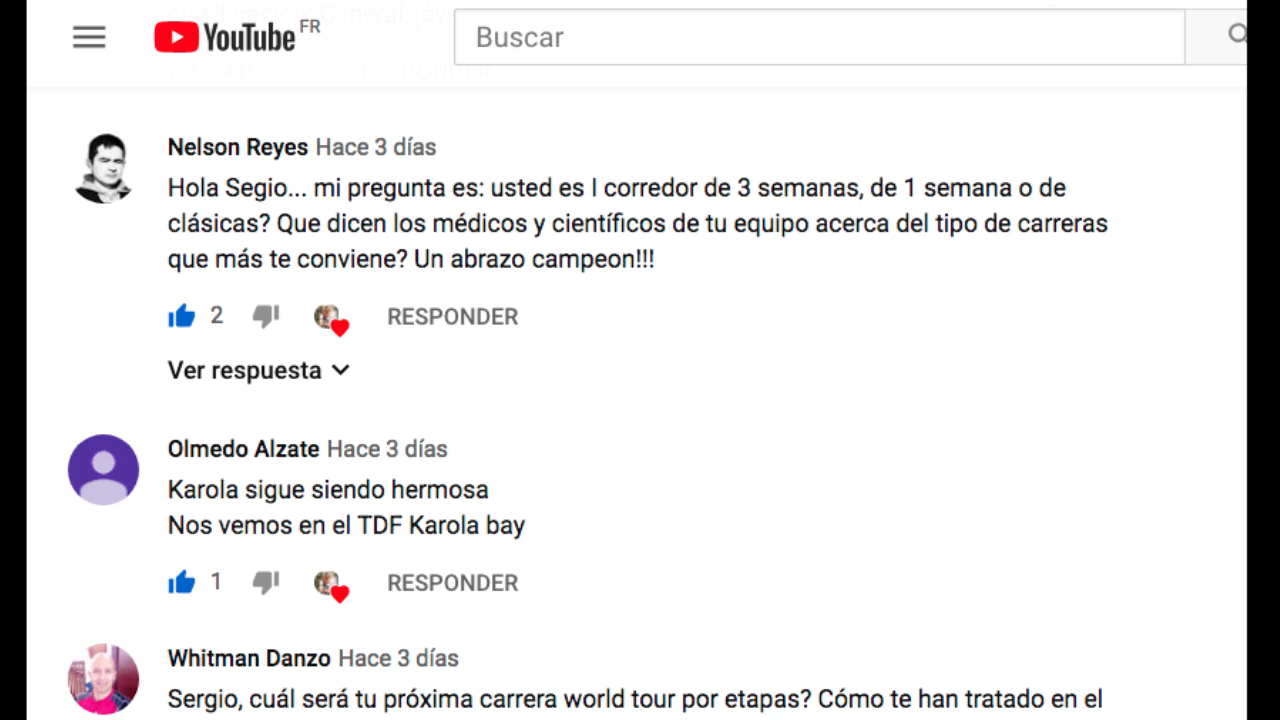 YouTube FR
Buscar
RESPONDER
Nelson Reyes Hace 3 días
Hola Segio... mi pregunta es: usted es l corredor de 3 semanas, de 1 semana o de
clásicas? Que dicen los médicos y científicos de tu equipo acerca del tipo de carreras
que más te conviene? Un abrazo campeon!!!
2 RESPONDER
Ver respuesta
Olmedo Alzate Hace 3 días
Karola sigue siendo hermosa
Nos vemos en el TDF Karola bay
1 RESPONDER
Whitman Danzo Hace 3 días
Sergio, cuál será tu próxima carrera world tour por etapas? Cómo te han tratado en el